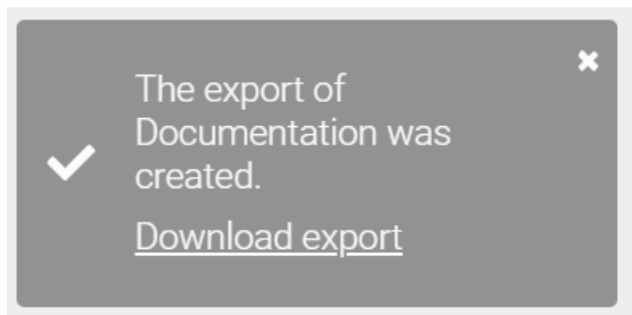 The export of
Documentation was
created.
Download export